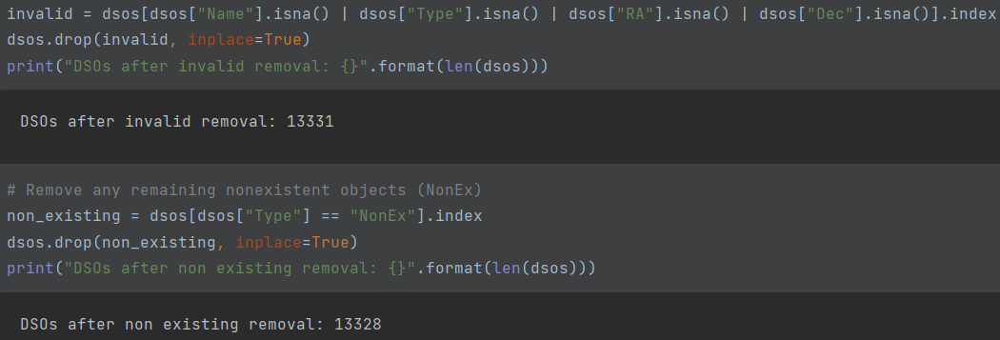 invalid = dsos[dsos["Name"].isna() | dsos["Type"].isna() | dsos["RA"].isna() | dsos["Dec"].isna()].index
dsos.drop(invalid, inplace=True)
print("DSOs after invalid removal: {}".format(len(dsos)))
DSOs after invalid removal: 13331
# Remove any remaining nonexistent objects (NonEx)
non_existing = dsos[dsos["Type"] == "NonEx"].index
dsos.drop(non_existing, inplace=True)
print("DSOs after non existing removal: {}".format(len(dsos)))
DSOs after non existing removal: 13328